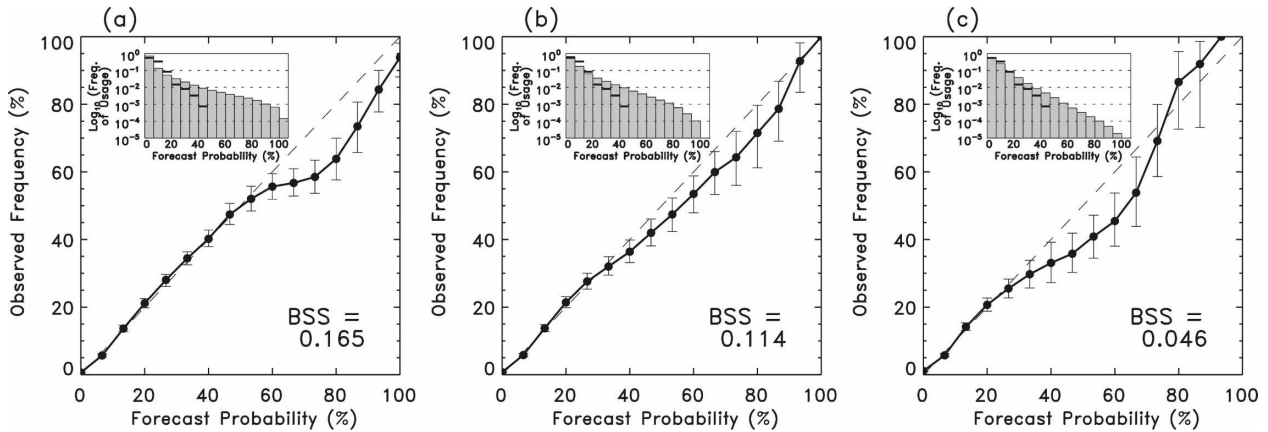 (a)
100
80
60
40
20
0
Observed Frequency (%)
0 20 40 60 80 100
Forecast Probability (%)
BSS =
0.165
Log10 (Freq.
of Usage)
10^0
10^-1
10^-2
10^-3
10^-4
10^-5
20 40 60 80 100
Forecast Probability (%)
(b)
100
80
60
40
20
0
Observed Frequency (%)
0 20 40 60 80 100
Forecast Probability (%)
BSS =
0.114
Log10 (Freq.
of Usage)
10^0
10^-1
10^-2
10^-3
10^-4
10^-5
20 40 60 80 100
Forecast Probability (%)
(c)
100
80
60
40
20
0
Observed Frequency (%)
0 20 40 60 80 100
Forecast Probability (%)
BSS =
0.046
Log10 (Freq.
of Usage)
10^0
10^-1
10^-2
10^-3
10^-4
10^-5
20 40 60 80 100
Forecast Probability (%)